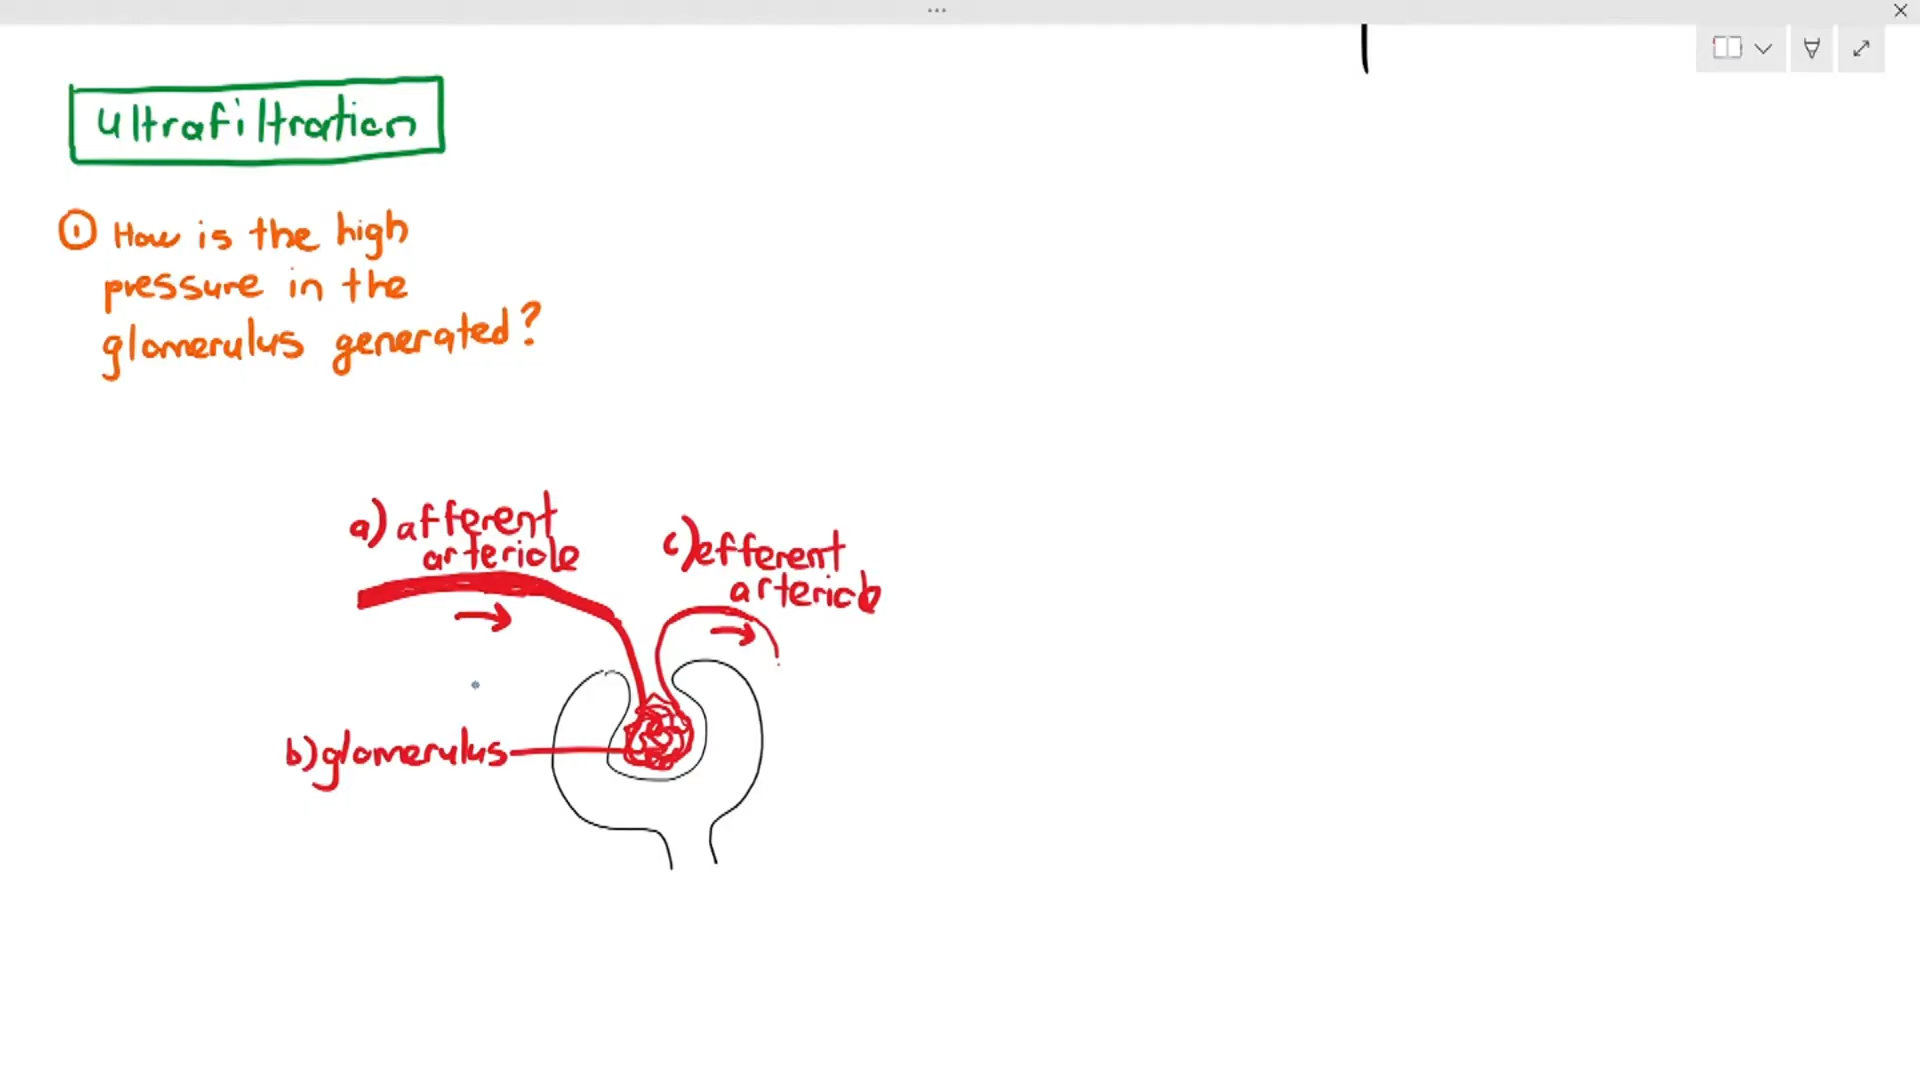 Ultrafiltration
① How is the high
pressure in the
glomerulus generated?
a) afferent
arteriole
c) efferent
arteriole
b) glomerulus